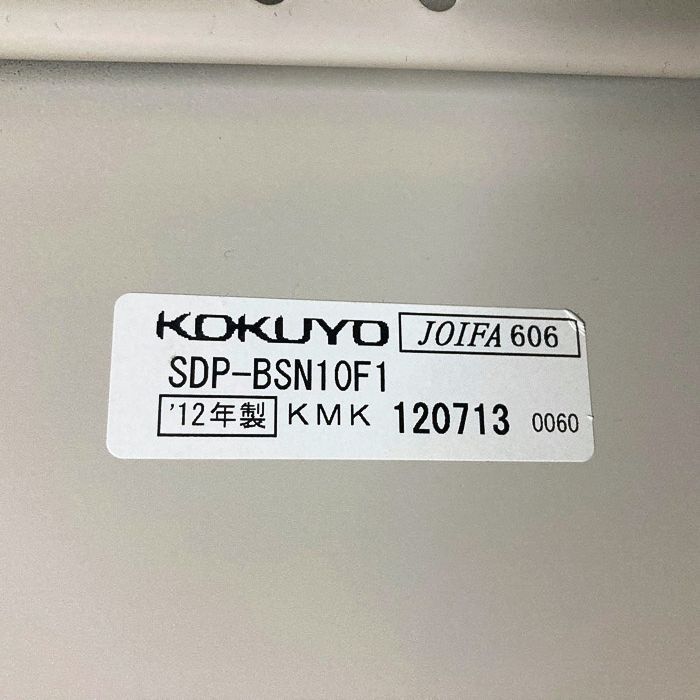 KOKUYO JOIFA 606
SDP-BSN10F1
'12年製 KMK 120713 0060